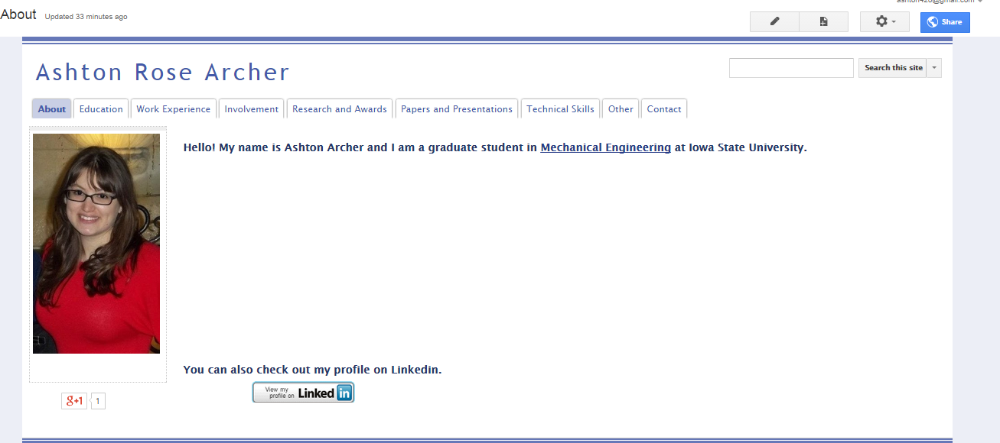 ashton420@gmail.com
About Updated 33 minutes ago
Share
Ashton Rose Archer
Search this site
About Education Work Experience Involvement Research and Awards Papers and Presentations Technical Skills Other Contact
Hello! My name is Ashton Archer and I am a graduate student in Mechanical Engineering at Iowa State University.
You can also check out my profile on Linkedin.
View my
profile on Linked in
g+1 1